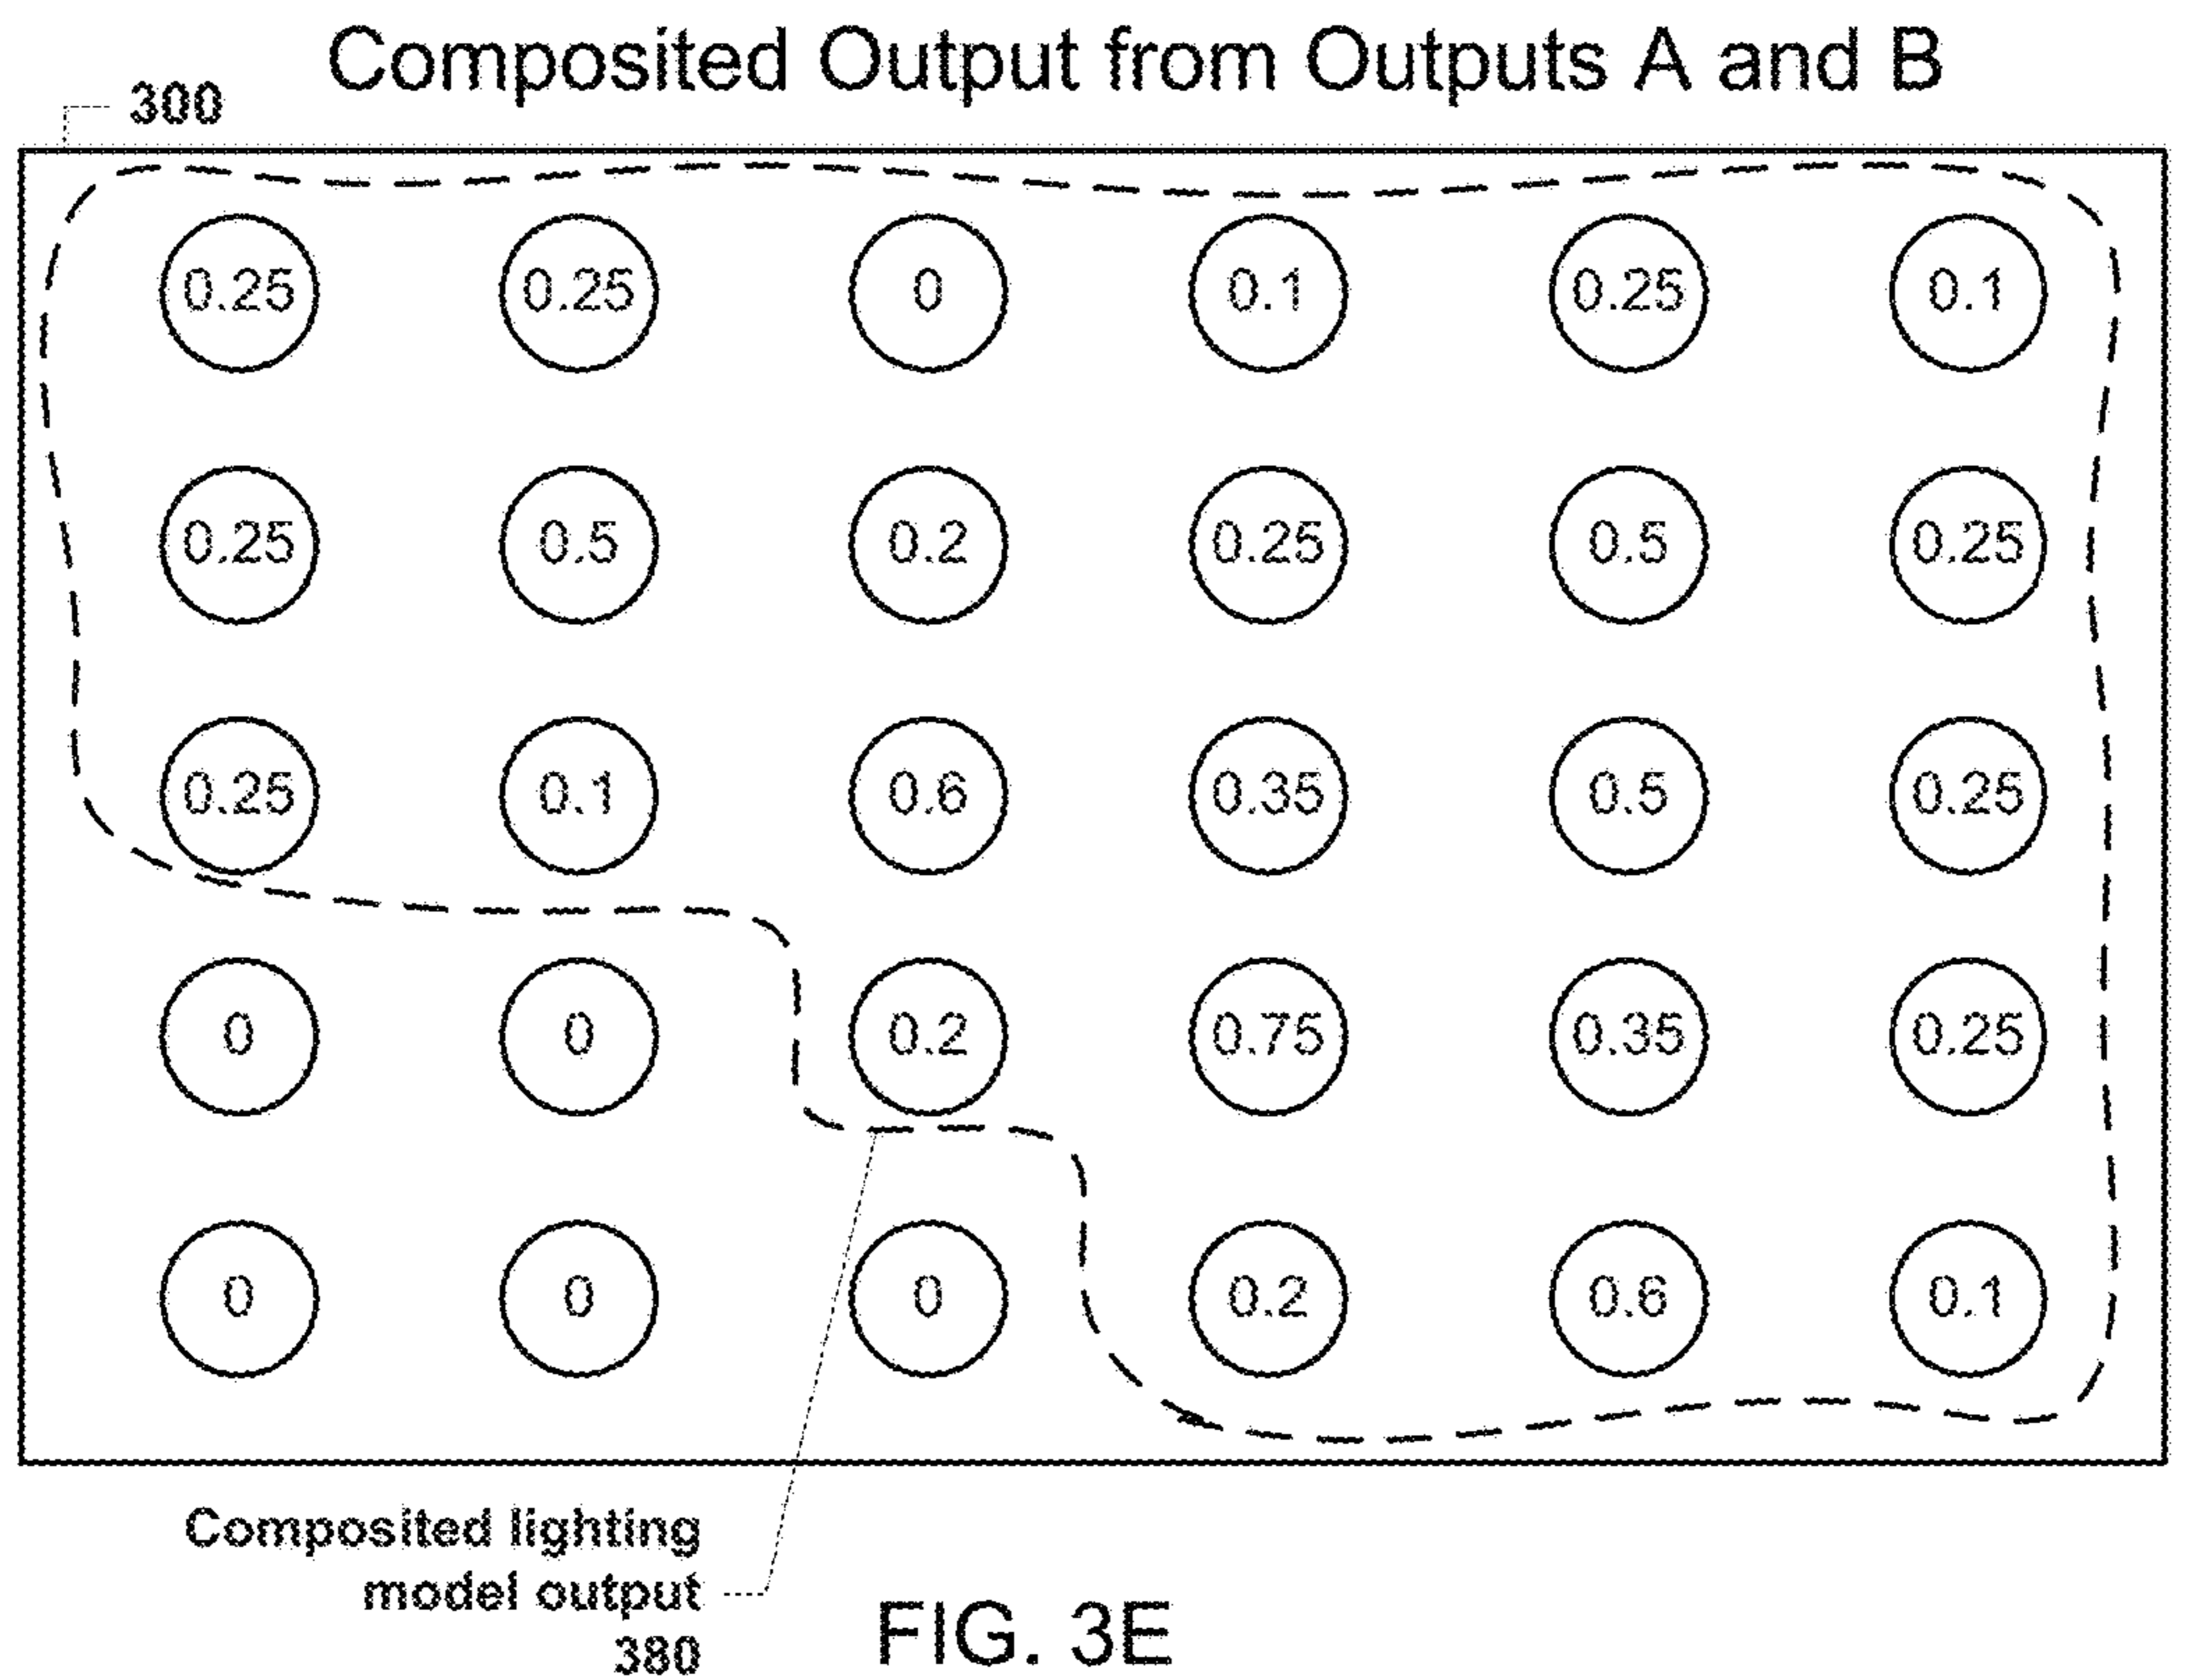 Composited Output from Outputs A and B
300
0.25 0.25 0 0.1 0.25 0.1
0.25 0.5 0.2 0.25 0.5 0.25
0.25 0.1 0.6 0.35 0.5 0.25
0 0 0.2 0.75 0.35 0.25
0 0 0 0.2 0.6 0.1
Composited lighting
model output
380
FIG. 3E